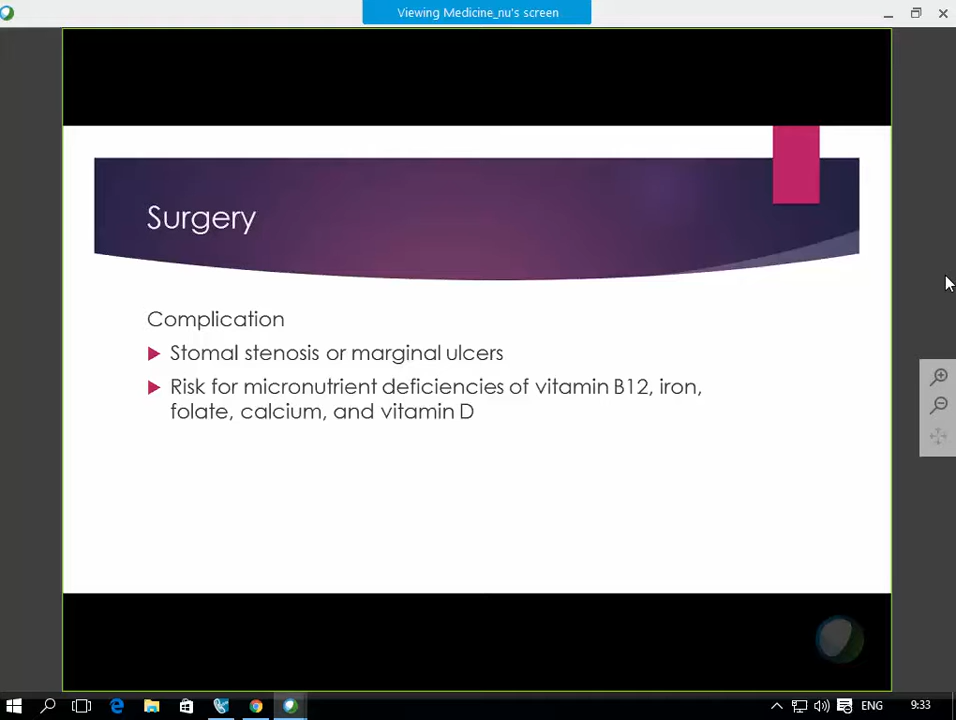 Viewing Medicine_nu's screen
Surgery
Complication
Stomal stenosis or marginal ulcers
Risk for micronutrient deficiencies of vitamin B12, iron,
folate, calcium, and vitamin D
ENG
9:33